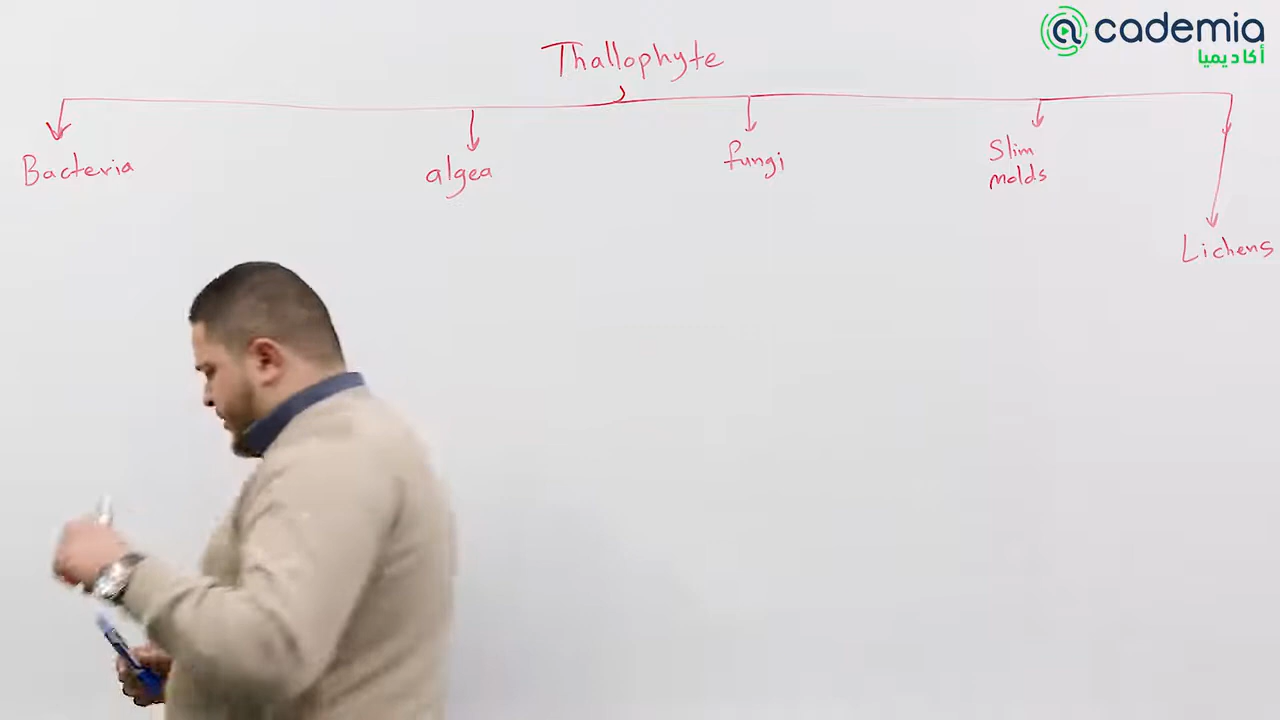 @cademia
أكاديميا
Thallophyte
Bacteria
algea
fungi
Slim
molds
Lichens